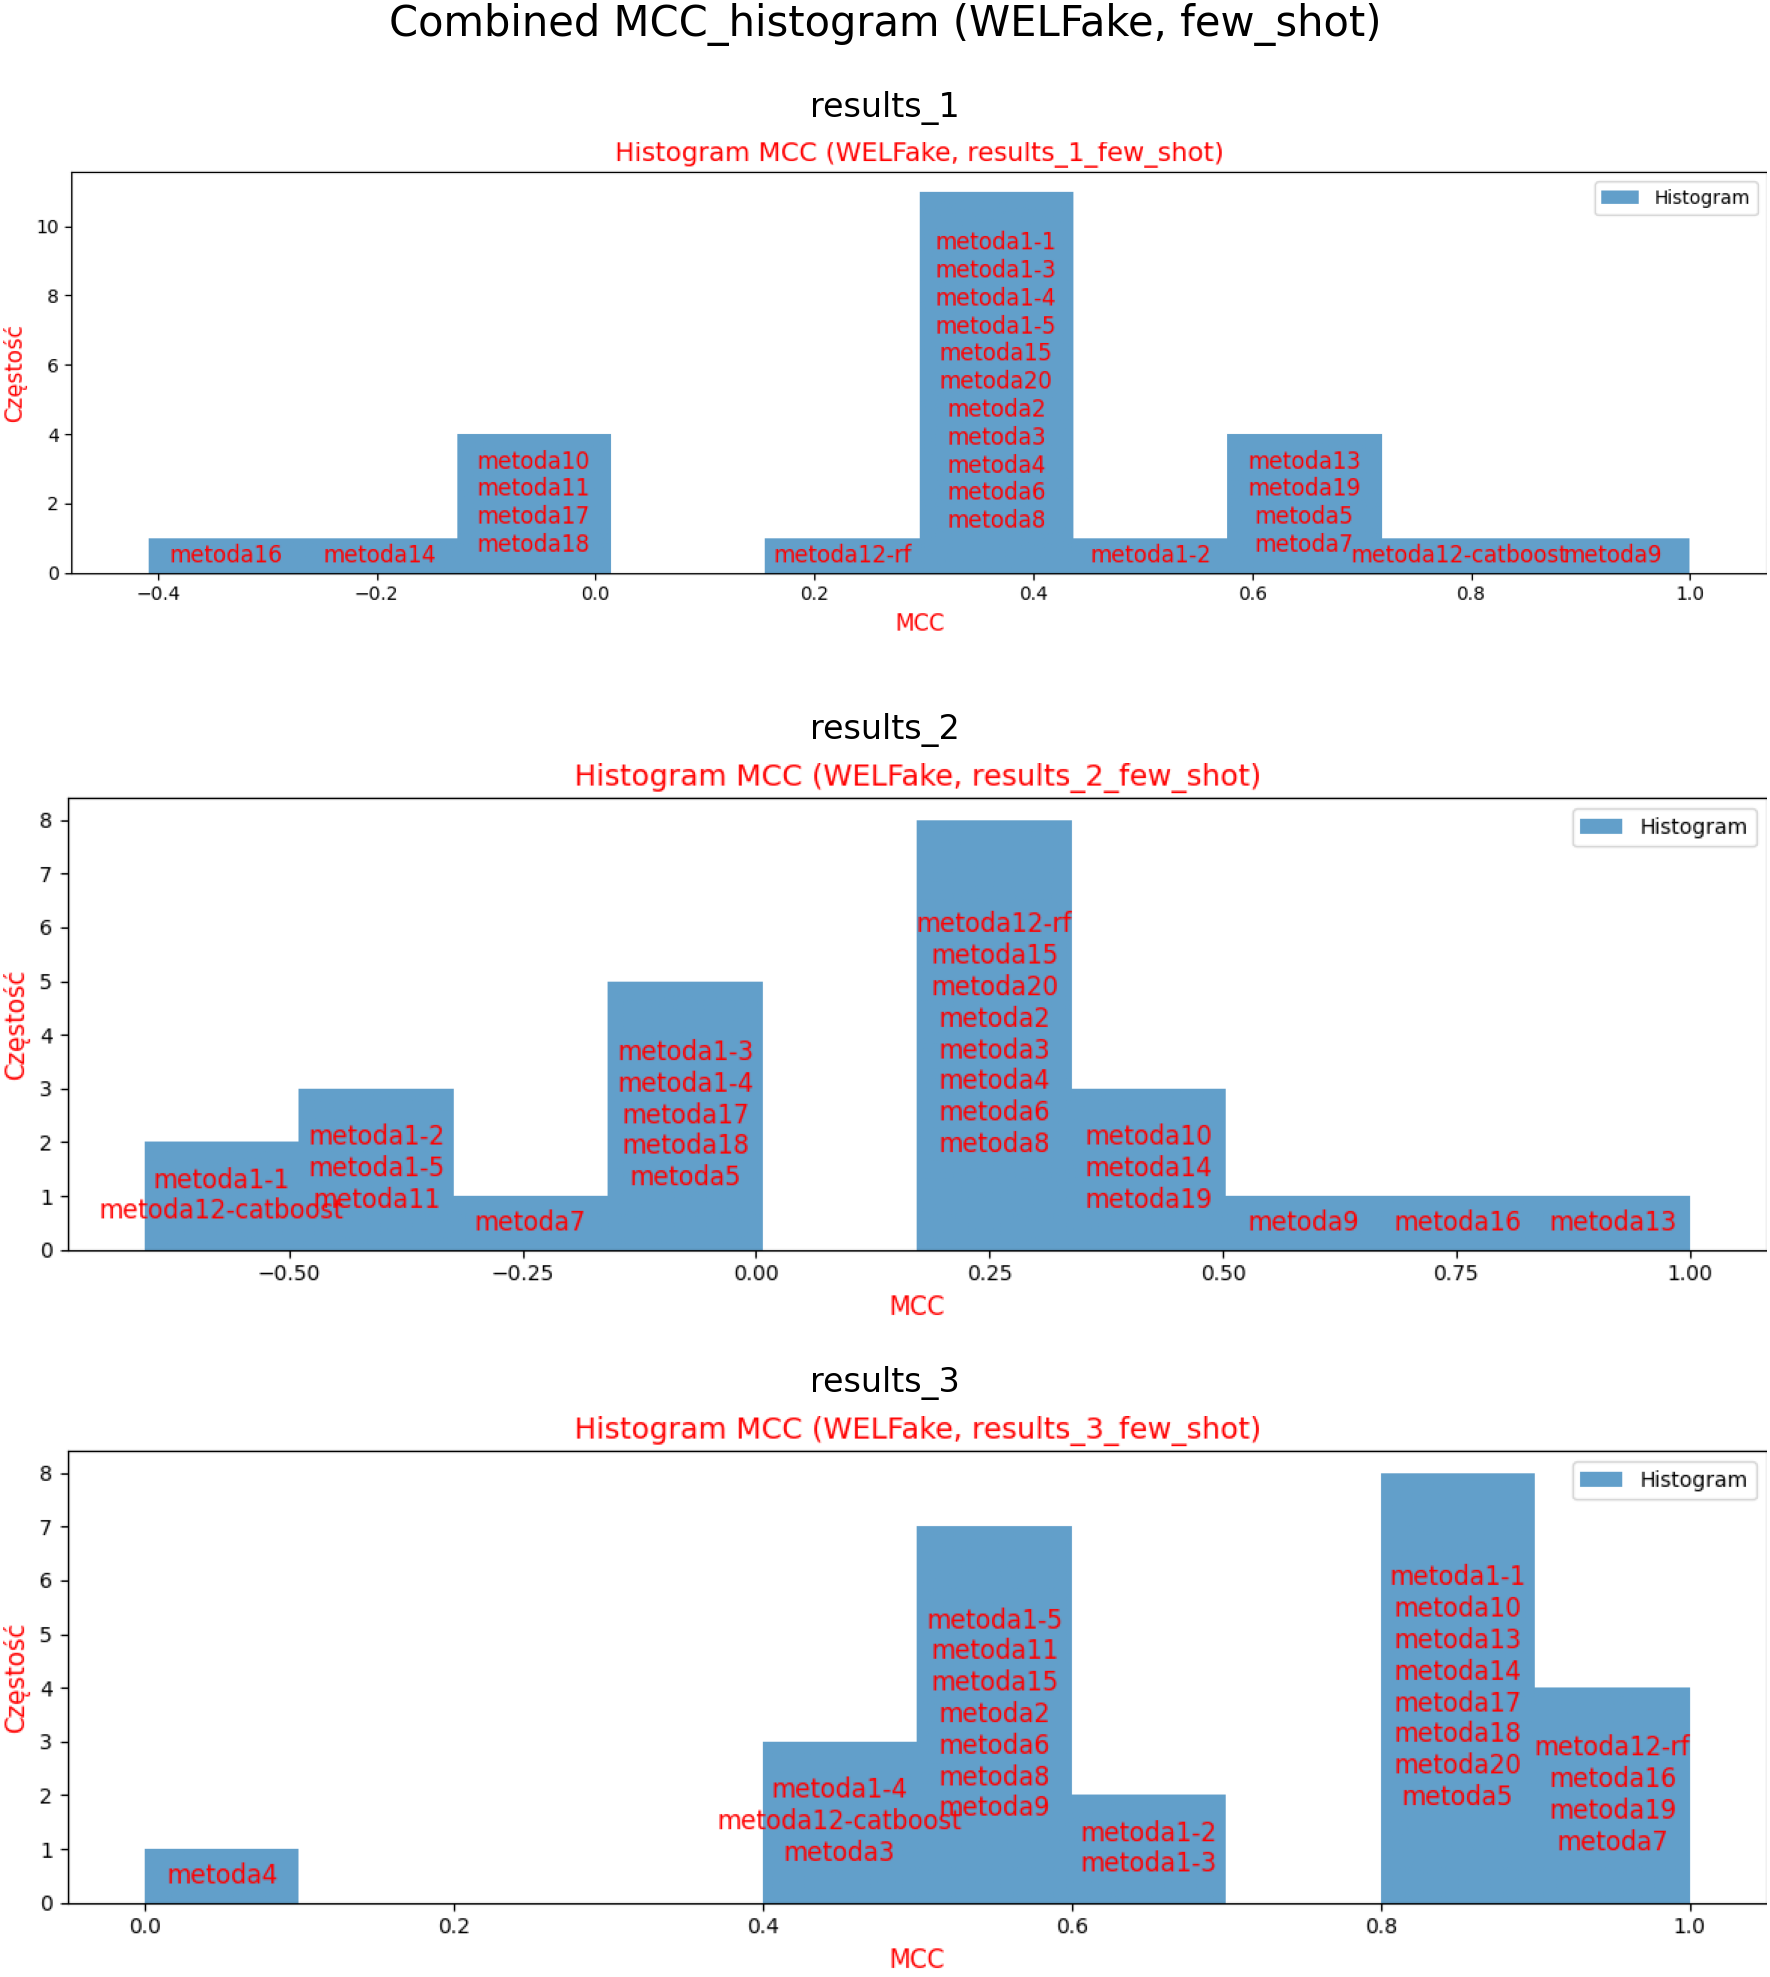 Combined MCC_histogram (WELFake, few_shot)
results_1
Histogram MCC (WELFake, results_1_few_shot)
Histogram
Częstość
10
8
6
4
2
0
metoda16
metoda14
metoda10
metoda11
metoda17
metoda18
metoda12-rf
metoda1-1
metoda1-3
metoda1-4
metoda1-5
metoda15
metoda20
metoda2
metoda3
metoda4
metoda6
metoda8
metoda1-2
metoda13
metoda19
metoda5
metoda7
metoda12-catboost
metoda9
−0.4 −0.2 0.0 0.2 0.4 0.6 0.8 1.0
MCC
results_2
Histogram MCC (WELFake, results_2_few_shot)
Histogram
Częstość
8
7
6
5
4
3
2
1
0
metoda1-1
metoda12-catboost
metoda1-2
metoda1-5
metoda11
metoda7
metoda1-3
metoda1-4
metoda17
metoda18
metoda5
metoda12-rf
metoda15
metoda20
metoda2
metoda3
metoda4
metoda6
metoda8
metoda10
metoda14
metoda19
metoda9
metoda16
metoda13
−0.50 −0.25 0.00 0.25 0.50 0.75 1.00
MCC
results_3
Histogram MCC (WELFake, results_3_few_shot)
Histogram
Częstość
8
7
6
5
4
3
2
1
0
metoda4
metoda1-4
metoda12-catboost
metoda3
metoda1-5
metoda11
metoda15
metoda2
metoda6
metoda8
metoda9
metoda1-2
metoda1-3
metoda1-1
metoda10
metoda13
metoda14
metoda17
metoda18
metoda20
metoda5
metoda12-rf
metoda16
metoda19
metoda7
0.0 0.2 0.4 0.6 0.8 1.0
MCC